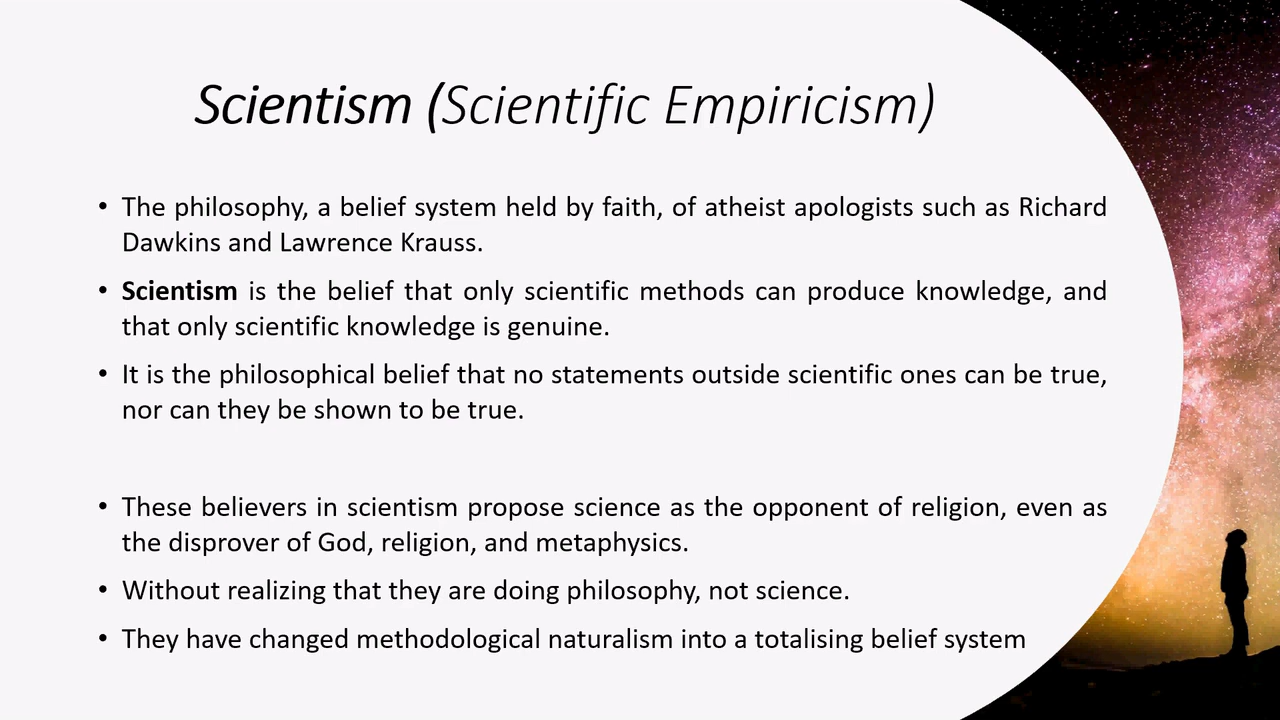 Scientism (Scientific Empiricism)
• The philosophy, a belief system held by faith, of atheist apologists such as Richard
Dawkins and Lawrence Krauss.
• Scientism is the belief that only scientific methods can produce knowledge, and
that only scientific knowledge is genuine.
• It is the philosophical belief that no statements outside scientific ones can be true,
nor can they be shown to be true.
• These believers in scientism propose science as the opponent of religion, even as
the disprover of God, religion, and metaphysics.
• Without realizing that they are doing philosophy, not science.
• They have changed methodological naturalism into a totalising belief system